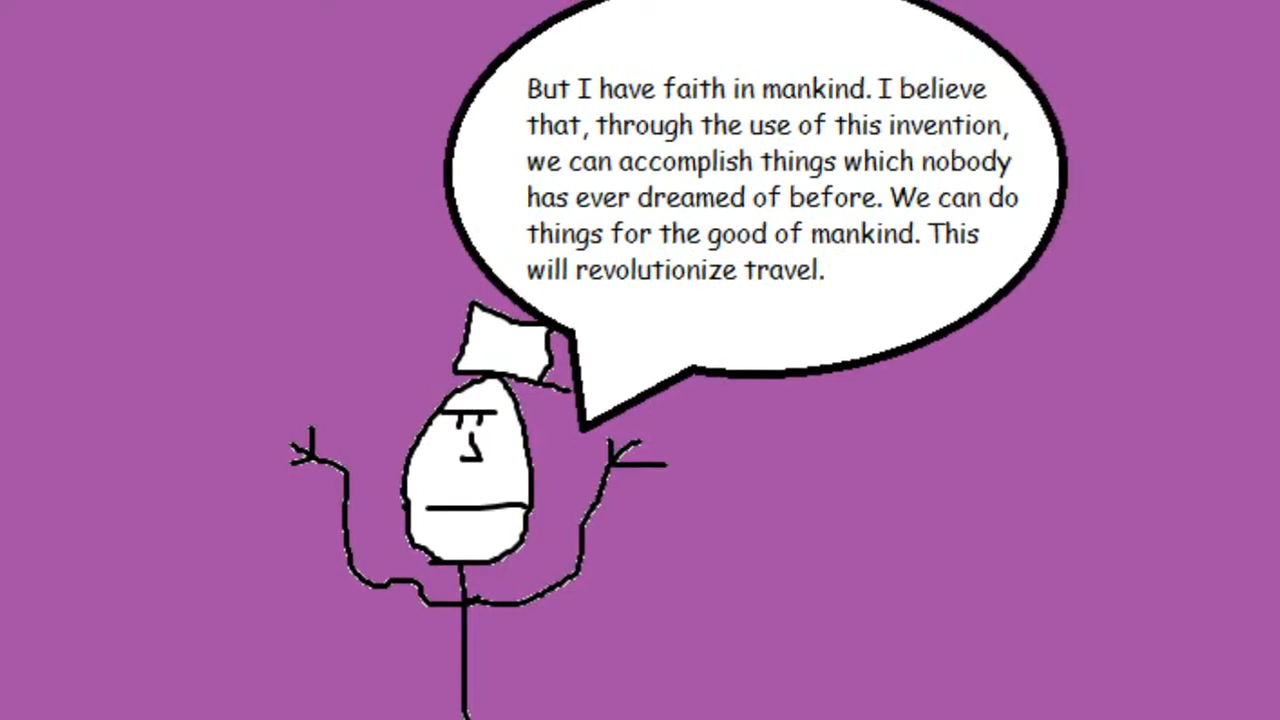 But I have faith in mankind. I believe
that, through the use of this invention,
we can accomplish things which nobody
has ever dreamed of before. We can do
things for the good of mankind. This
will revolutionize travel.